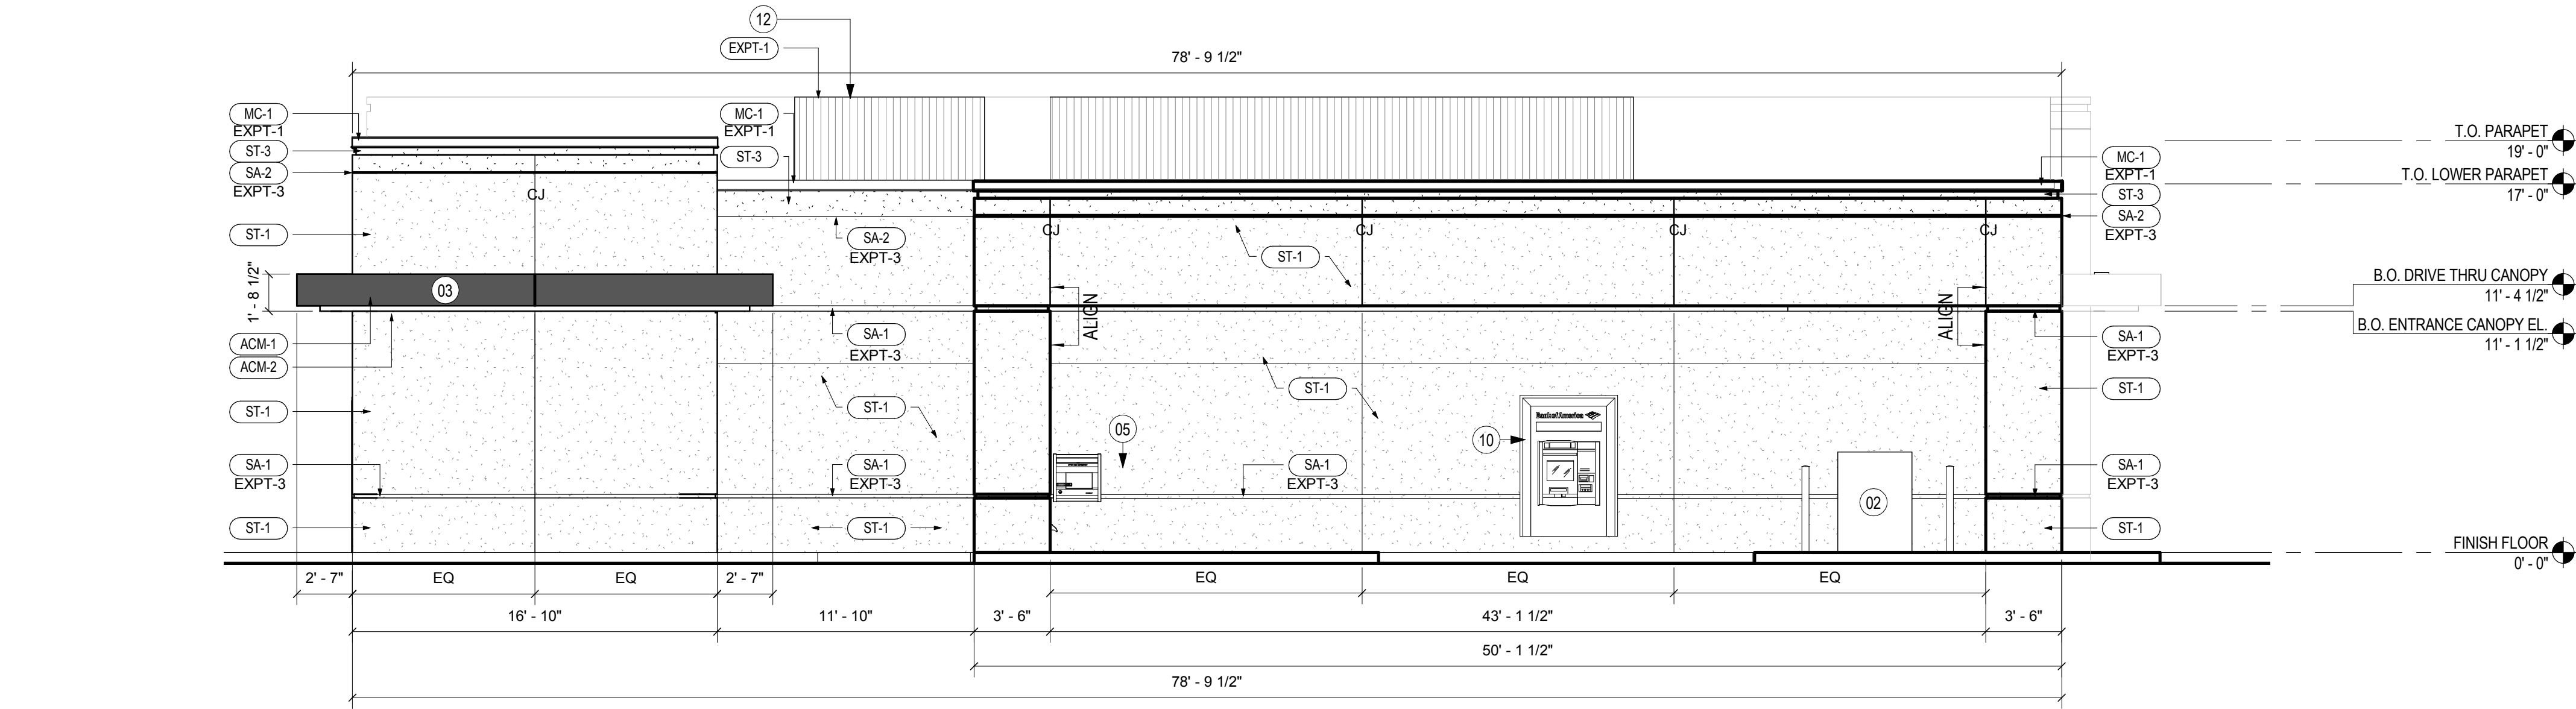 12
EXPT-1
78' - 9 1/2"
MC-1
EXPT-1
ST-3
SA-2
EXPT-3
MC-1
EXPT-1
ST-3
T.O. PARAPET
19' - 0"
MC-1
EXPT-1
T.O. LOWER PARAPET
17' - 0"
ST-3
SA-2
EXPT-3
CJ
CJ
CJ
CJ
CJ
ST-1
SA-2
EXPT-3
ST-1
1' - 8 1/2"
03
ALIGN
ALIGN
B.O. DRIVE THRU CANOPY
11' - 4 1/2"
B.O. ENTRANCE CANOPY EL.
11' - 1 1/2"
ACM-1
ACM-2
SA-1
EXPT-3
SA-1
EXPT-3
ST-1
ST-1
ST-1
ST-1
Bank of America
05
10
SA-1
EXPT-3
SA-1
EXPT-3
SA-1
EXPT-3
SA-1
EXPT-3
02
ST-1
ST-1
ST-1
FINISH FLOOR
0' - 0"
2' - 7"
EQ
EQ
2' - 7"
EQ
EQ
EQ
16' - 10"
11' - 10"
3' - 6"
43' - 1 1/2"
3' - 6"
50' - 1 1/2"
78' - 9 1/2"